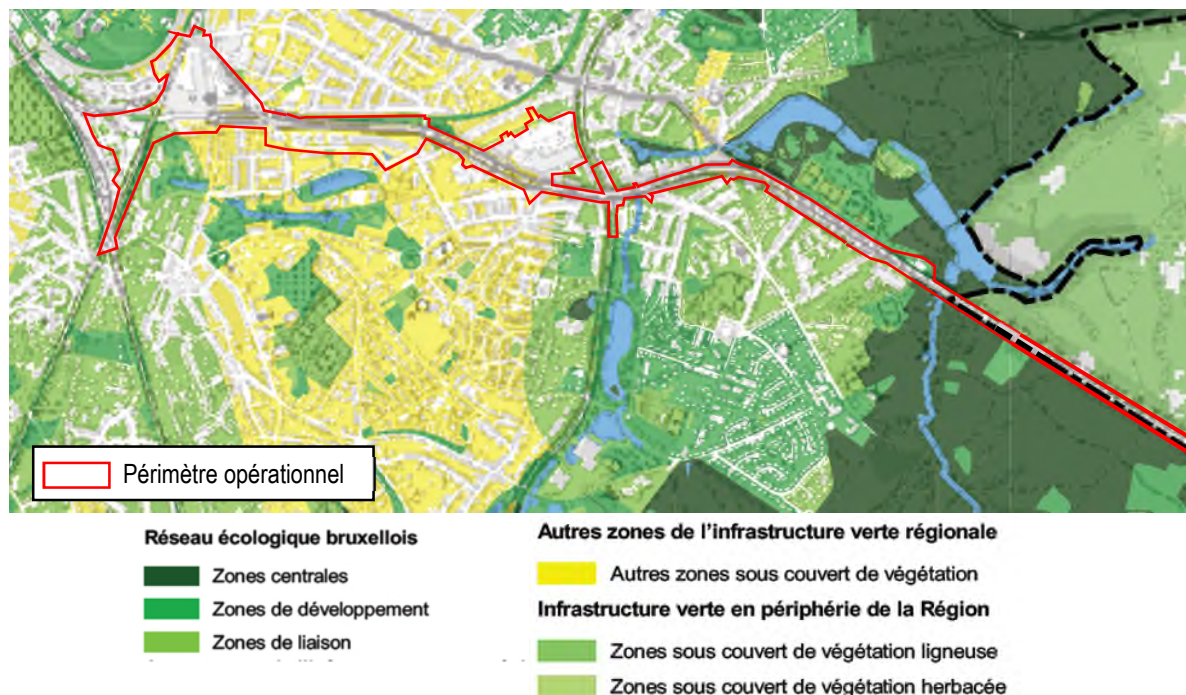 Périmètre opérationnel
Réseau écologique bruxellois
Zones centrales
Zones de développement
Zones de liaison
Autres zones de l'infrastructure verte régionale
Autres zones sous couvert de végétation
Infrastructure verte en périphérie de la Région
Zones sous couvert de végétation ligneuse
Zones sous couvert de végétation herbacée